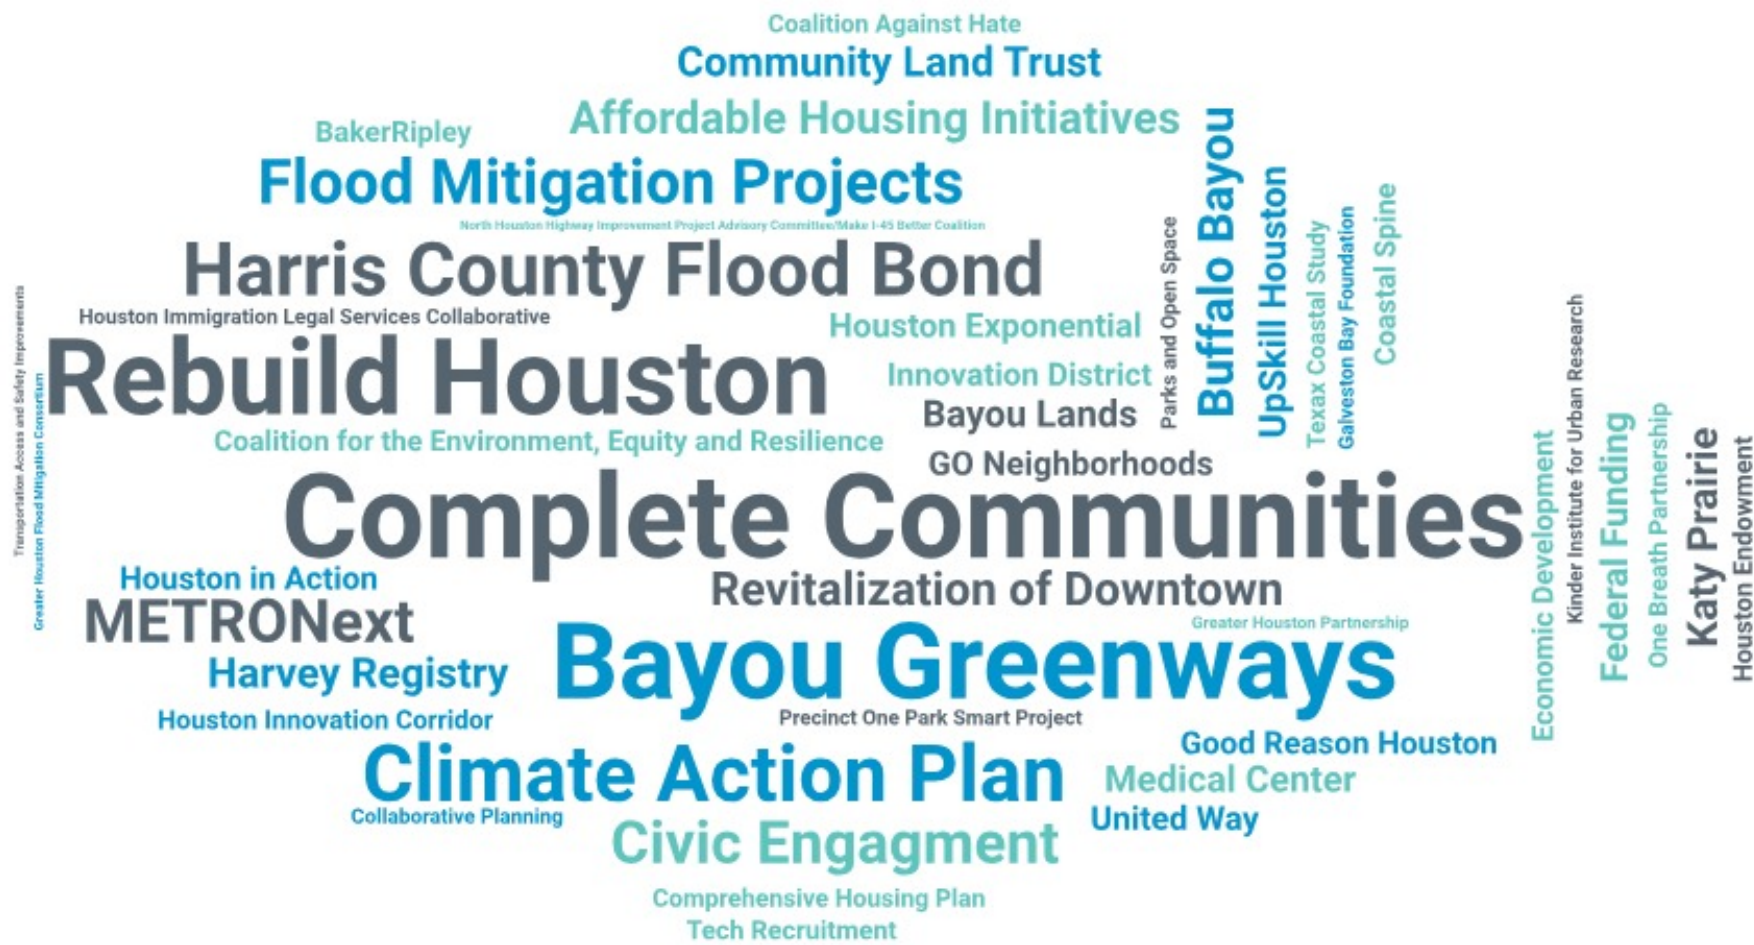 Coalition Against Hate
Community Land Trust
Affordable Housing Initiatives
BakerRipley
Flood Mitigation Projects
North Houston Highway Improvement Project Advisory Committee/Make I-45 Better Coalition
Harris County Flood Bond
Houston Immigration Legal Services Collaborative
Houston Exponential
Rebuild Houston
Innovation District
Bayou Lands
Coalition for the Environment, Equity and Resilience
GO Neighborhoods
Complete Communities
Houston in Action
Revitalization of Downtown
METRONext
Greater Houston Partnership
Bayou Greenways
Harvey Registry
Houston Innovation Corridor
Precinct One Park Smart Project
Good Reason Houston
Climate Action Plan
Medical Center
Collaborative Planning
United Way
Civic Engagment
Comprehensive Housing Plan
Tech Recruitment
Transportation Access and Safety Improvements
Greater Houston Flood Mitigation Consortium
Parks and Open Space
Buffalo Bayou
UpSkill Houston
Texax Coastal Study
Galveston Bay Foundation
Coastal Spine
Economic Development
Kinder Institute for Urban Research
Federal Funding
One Breath Partnership
Katy Prairie
Houston Endowment